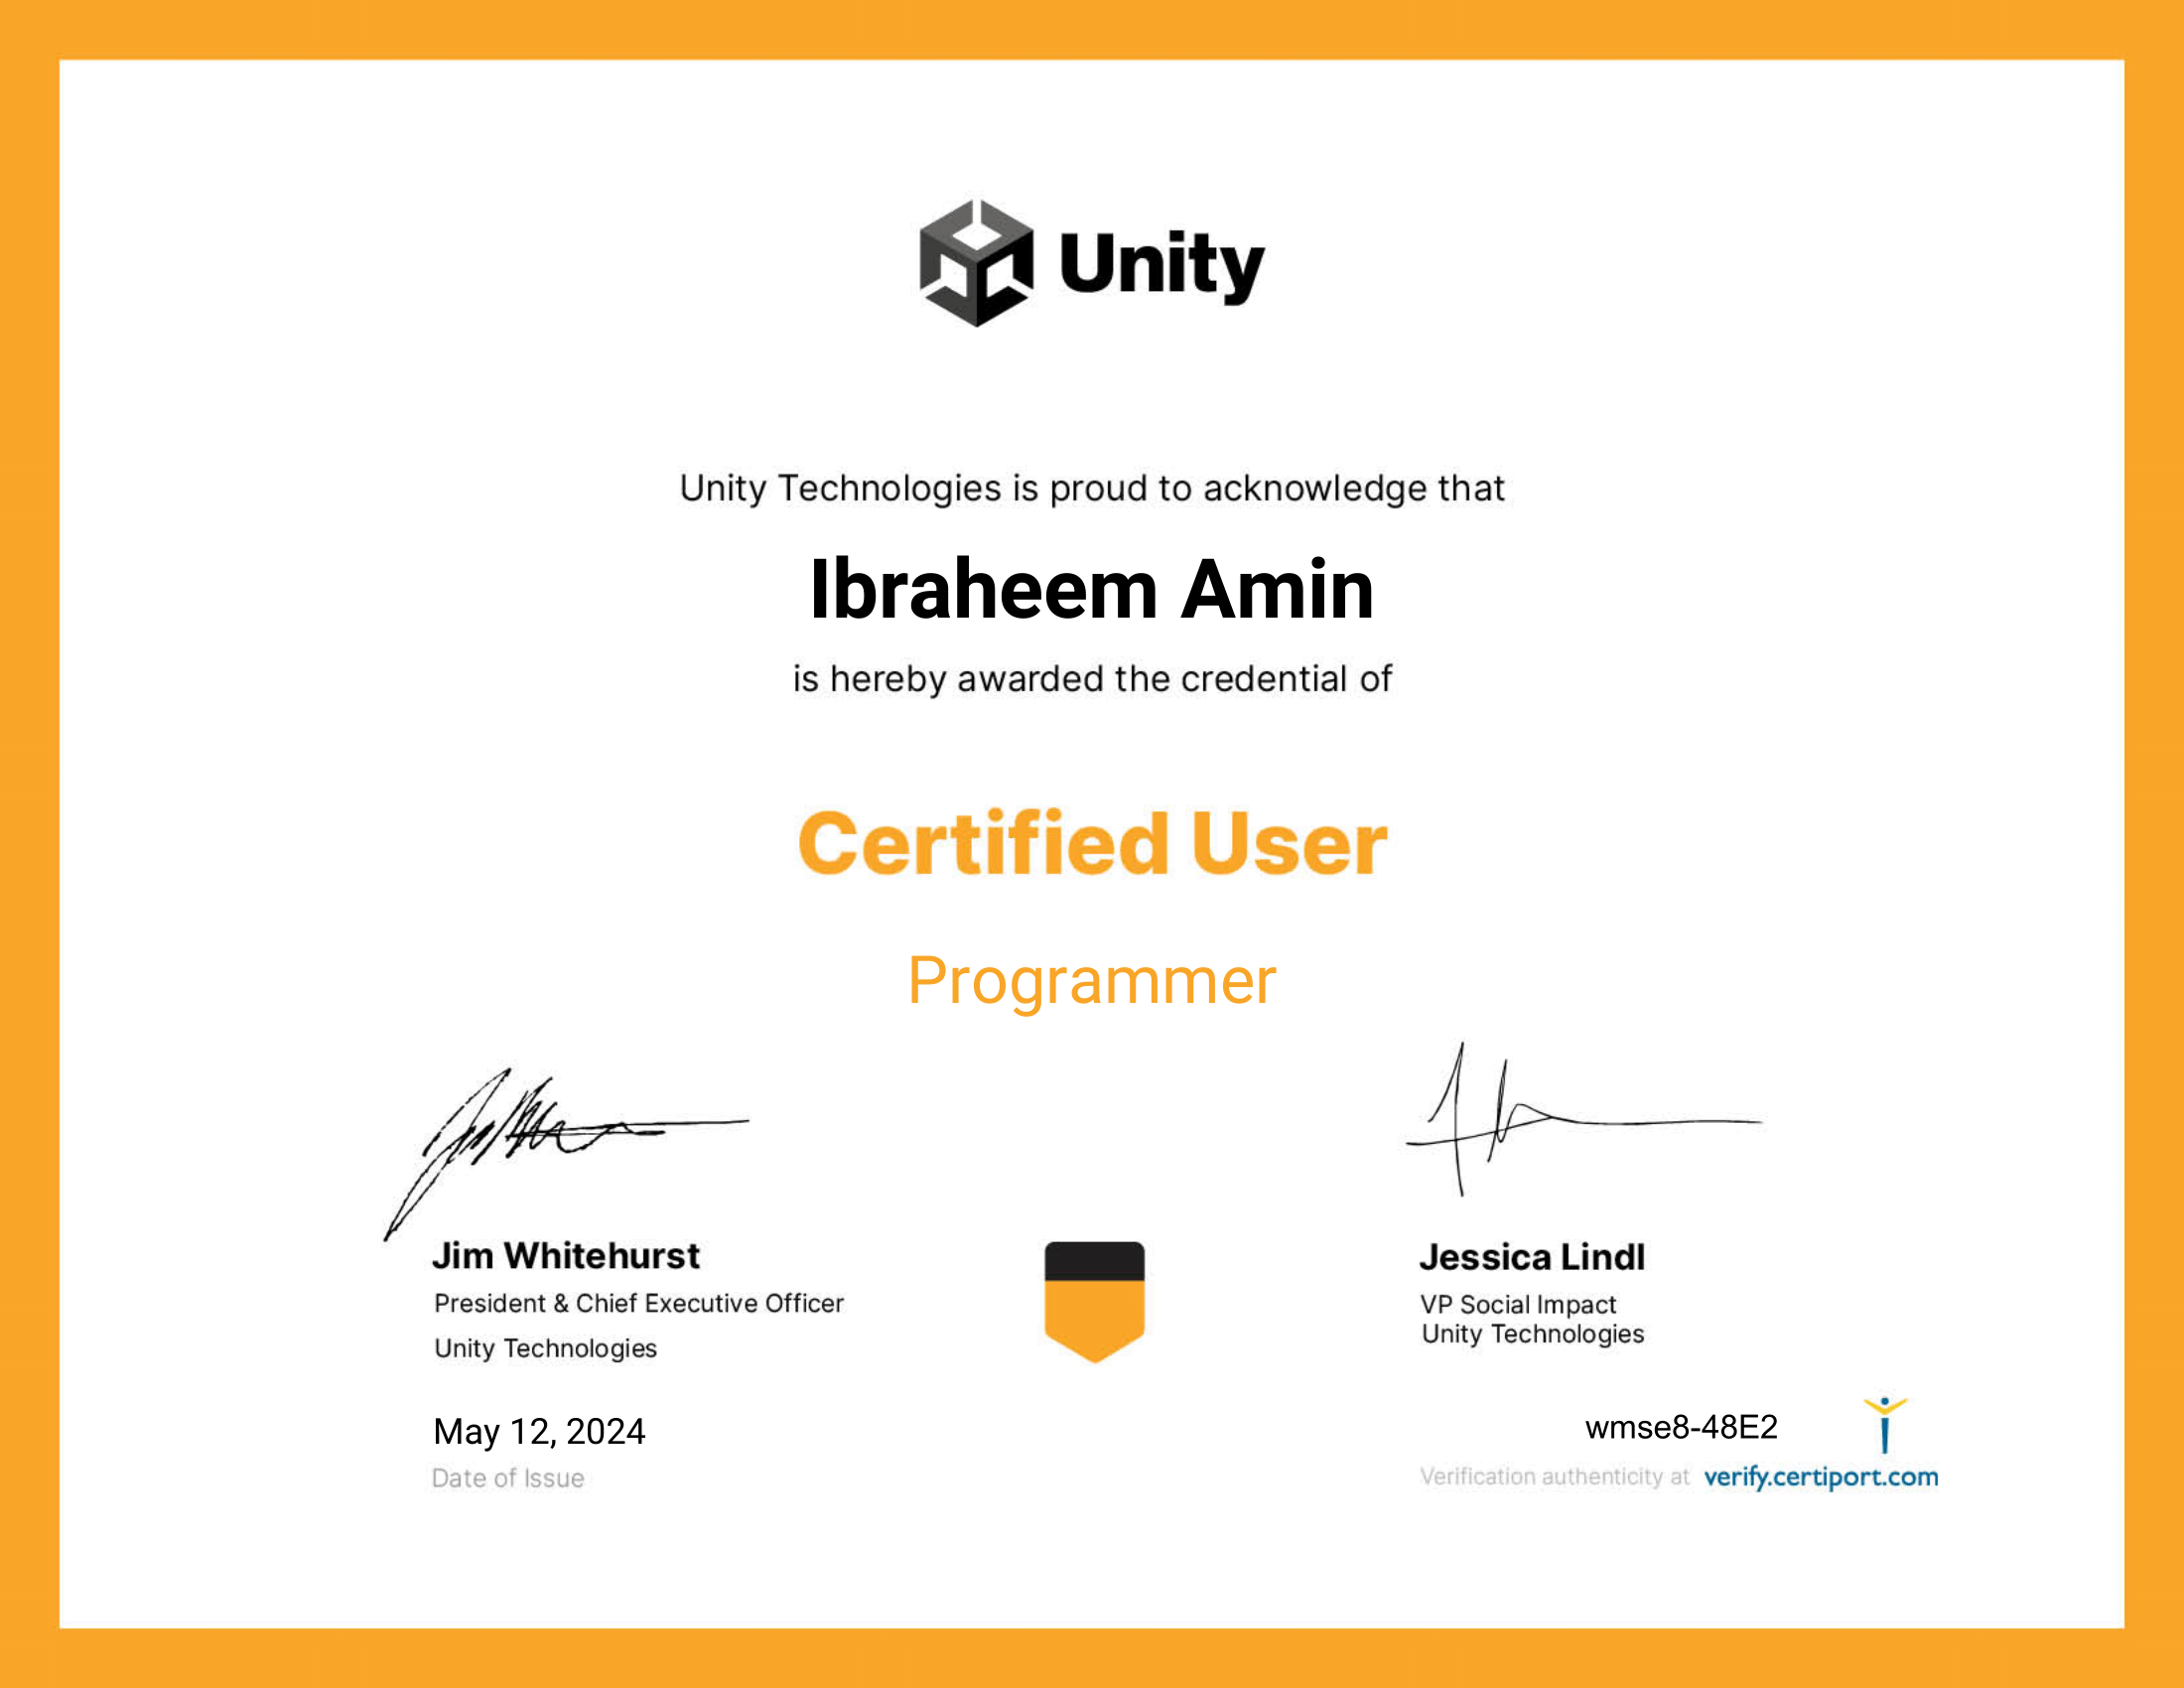 Unity
Unity Technologies is proud to acknowledge that
Ibraheem Amin
is hereby awarded the credential of
Certified User
Programmer
Jim Whitehurst
President & Chief Executive Officer
Unity Technologies
May 12, 2024
Date of Issue
Jessica Lindl
VP Social Impact
Unity Technologies
wmse8-48E2
Verification authenticity at verify.certiport.com